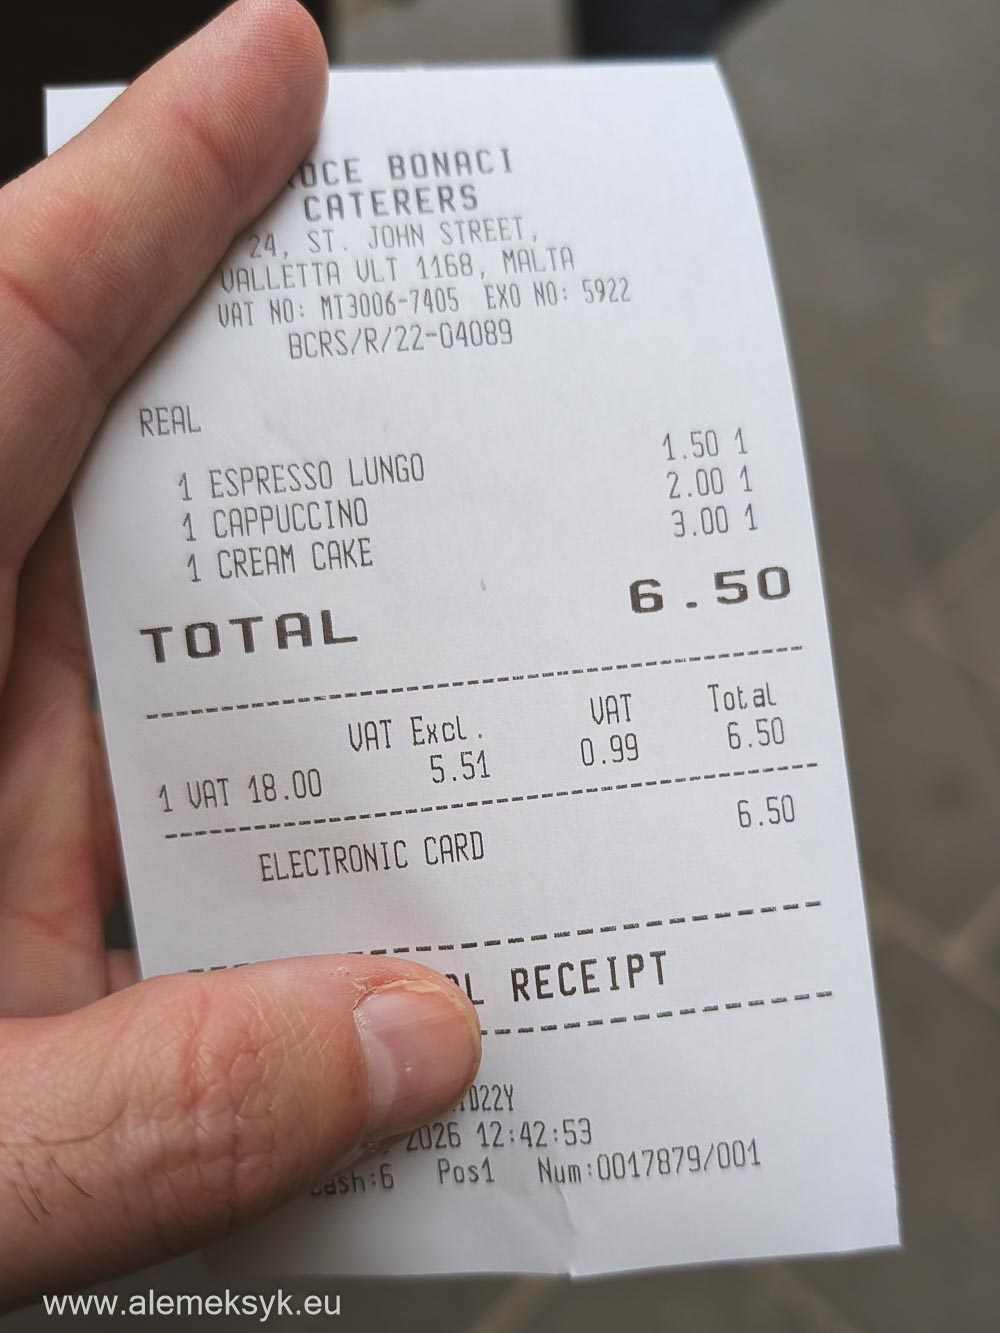 BONACI
CATERERS
24, ST. JOHN STREET,
VALLETTA VLT 1168, MALTA
VAT NO: MT3006-7405 EXO NO: 5922
BCRS/R/22-04089
REAL
1 ESPRESSO LUNGO 1.50 1
1 CAPPUCCINO 2.00 1
1 CREAM CAKE 3.00 1
TOTAL 6.50
VAT Excl. VAT Total
1 VAT 18.00 5.51 0.99 6.50
ELECTRONIC CARD 6.50
RECEIPT
2026 12:42:53
Cash:6 Pos1 Num:0017879/001
www.alemeksyk.eu